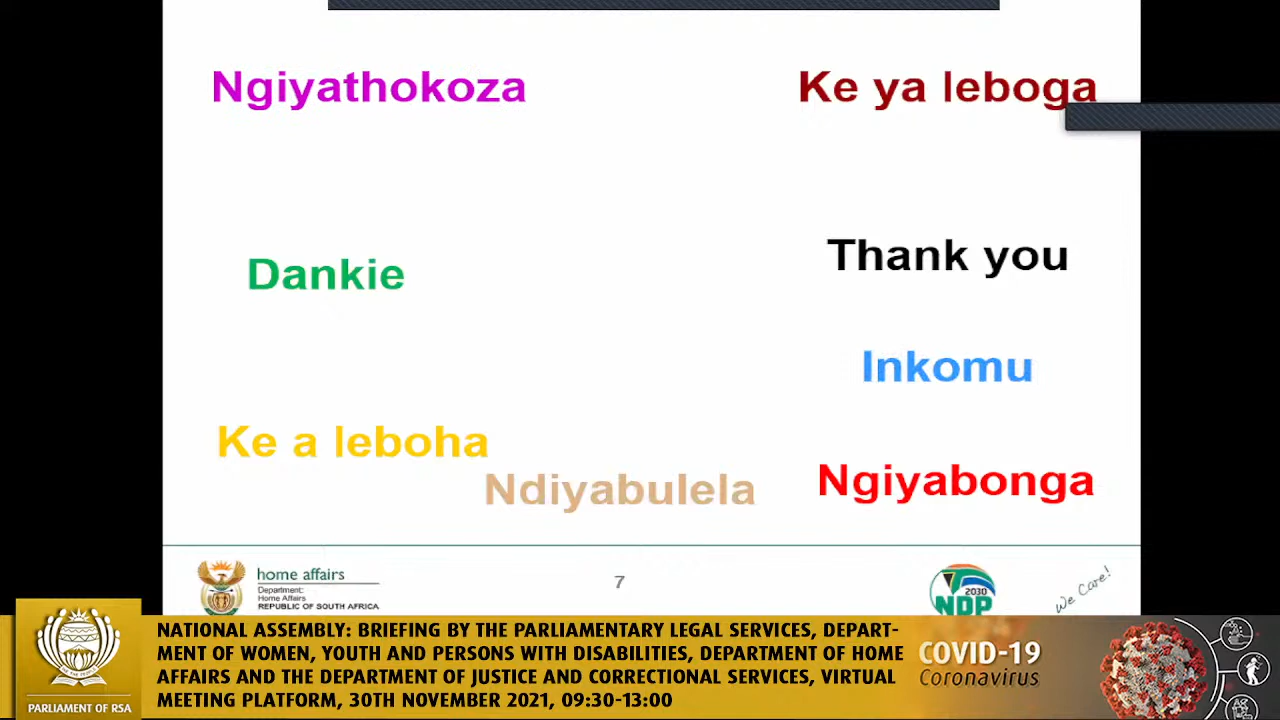 Ngiyathokoza
Ke ya leboga
Dankie
Thank you
Inkomu
Ke a leboha
Ndiyabulela
Ngiyabonga
home affairs
Department:
Home Affairs
REPUBLIC OF SOUTH AFRICA
7
2030
NDP
We Care!
PARLIAMENT OF RSA
NATIONAL ASSEMBLY: BRIEFING BY THE PARLIAMENTARY LEGAL SERVICES, DEPART-
MENT OF WOMEN, YOUTH AND PERSONS WITH DISABILITIES, DEPARTMENT OF HOME
AFFAIRS AND THE DEPARTMENT OF JUSTICE AND CORRECTIONAL SERVICES, VIRTUAL
MEETING PLATFORM, 30TH NOVEMBER 2021, 09:30-13:00
COVID-19
Coronavirus